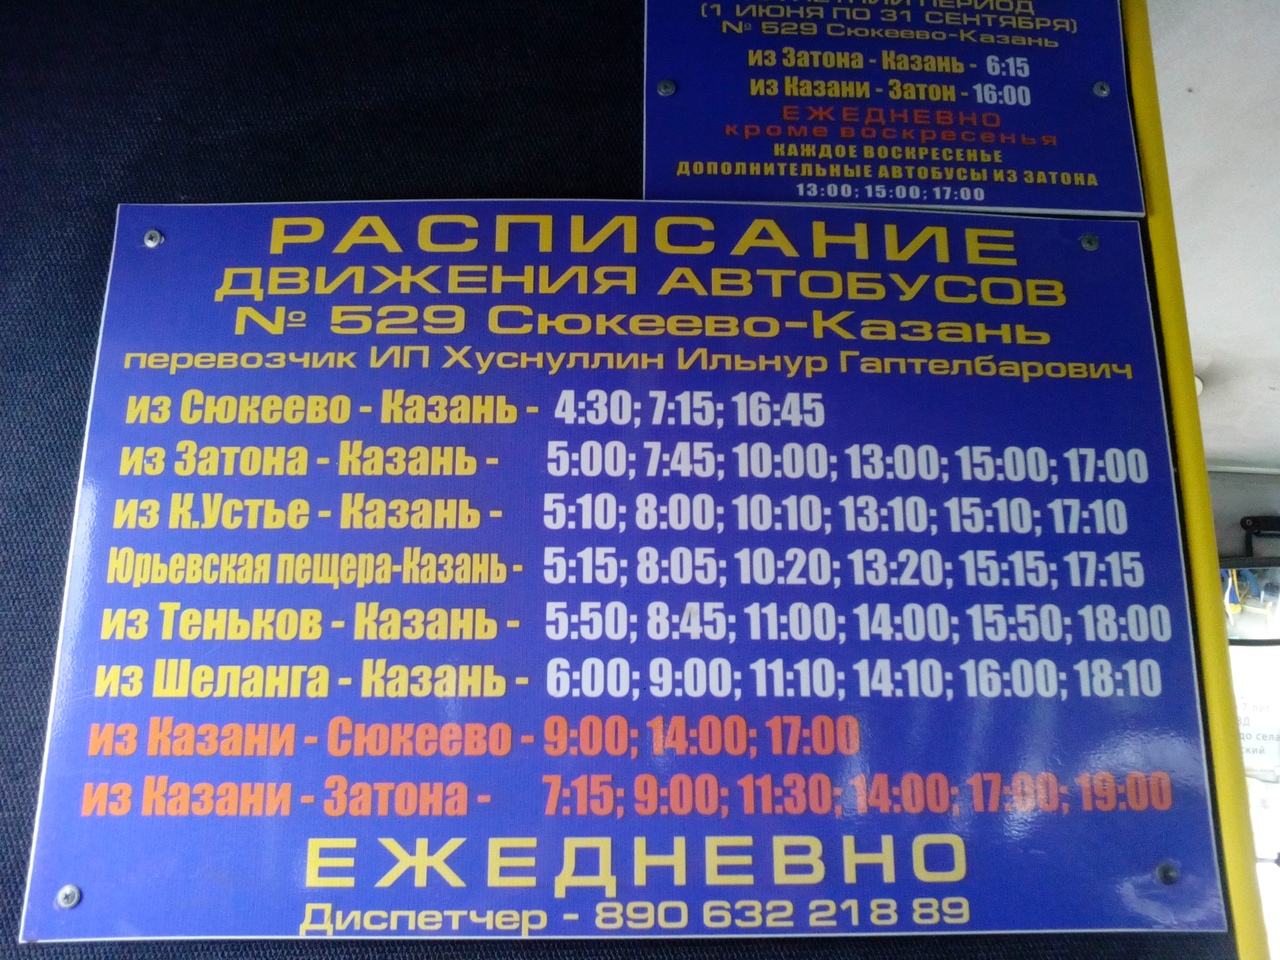 ПЕРИОД
(1 ИЮНЯ ПО 31 СЕНТЯБРЯ)
№ 529 Сюкеево-Казань
из Затона - Казань - 6:15
из Казани - Затон - 16:00
ЕЖЕДНЕВНО
кроме воскресенья
КАЖДОЕ ВОСКРЕСЕНЬЕ
ДОПОЛНИТЕЛЬНЫЕ АВТОБУСЫ ИЗ ЗАТОНА
13:00; 15:00; 17:00
РАСПИСАНИЕ
ДВИЖЕНИЯ АВТОБУСОВ
№ 529 Сюкеево-Казань
перевозчик ИП Хуснуллин Ильнур Гаптелбарович
из Сюкеево - Казань - 4:30; 7:15; 16:45
из Затона - Казань - 5:00; 7:45; 10:00; 13:00; 15:00; 17:00
из К.Устье - Казань - 5:10; 8:00; 10:10; 13:10; 15:10; 17:10
Юрьевская пещера-Казань - 5:15; 8:05; 10:20; 13:20; 15:15; 17:15
из Теньков - Казань - 5:50; 8:45; 11:00; 14:00; 15:50; 18:00
из Шеланга - Казань - 6:00; 9:00; 11:10; 14:10; 16:00; 18:10
из Казани - Сюкеево - 9:00; 14:00; 17:00
из Казани - Затона - 7:15; 9:00; 11:30; 14:00; 17:00; 19:00
ЕЖЕДНЕВНО
Диспетчер - 890 632 218 89
7 лет
до села